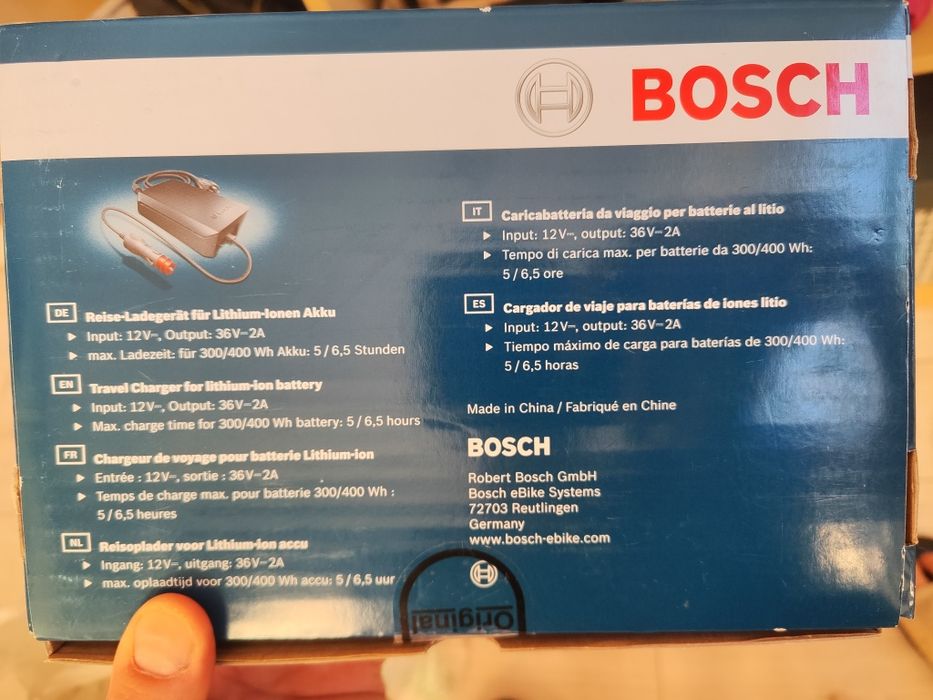 BOSCH
DE Reise-Ladegerät für Lithium-Ionen Akku
▶ Input: 12V⎓, Output: 36V⎓2A
▶ max. Ladezeit: für 300/400 Wh Akku: 5 / 6,5 Stunden
EN Travel Charger for lithium-ion battery
▶ Input: 12V⎓, Output: 36V⎓2A
▶ Max. charge time for 300/400 Wh battery: 5 / 6,5 hours
FR Chargeur de voyage pour batterie Lithium-ion
▶ Entrée : 12V⎓, sortie : 36V⎓2A
▶ Temps de charge max. pour batterie 300/400 Wh :
5 / 6,5 heures
NL Reisoplader voor Lithium-ion accu
▶ Ingang: 12V⎓, uitgang: 36V⎓2A
▶ max. oplaadtijd voor 300/400 Wh accu: 5 / 6,5 uur
IT Caricabatteria da viaggio per batterie al litio
▶ Input: 12V⎓, output: 36V⎓2A
▶ Tempo di carica max. per batterie da 300/400 Wh:
5 / 6,5 ore
ES Cargador de viaje para baterías de iones litio
▶ Input: 12V⎓, output: 36V⎓2A
▶ Tiempo máximo de carga para baterías de 300/400 Wh:
5 / 6,5 horas
Made in China / Fabriqué en Chine
BOSCH
Robert Bosch GmbH
Bosch eBike Systems
72703 Reutlingen
Germany
www.bosch-ebike.com
Original